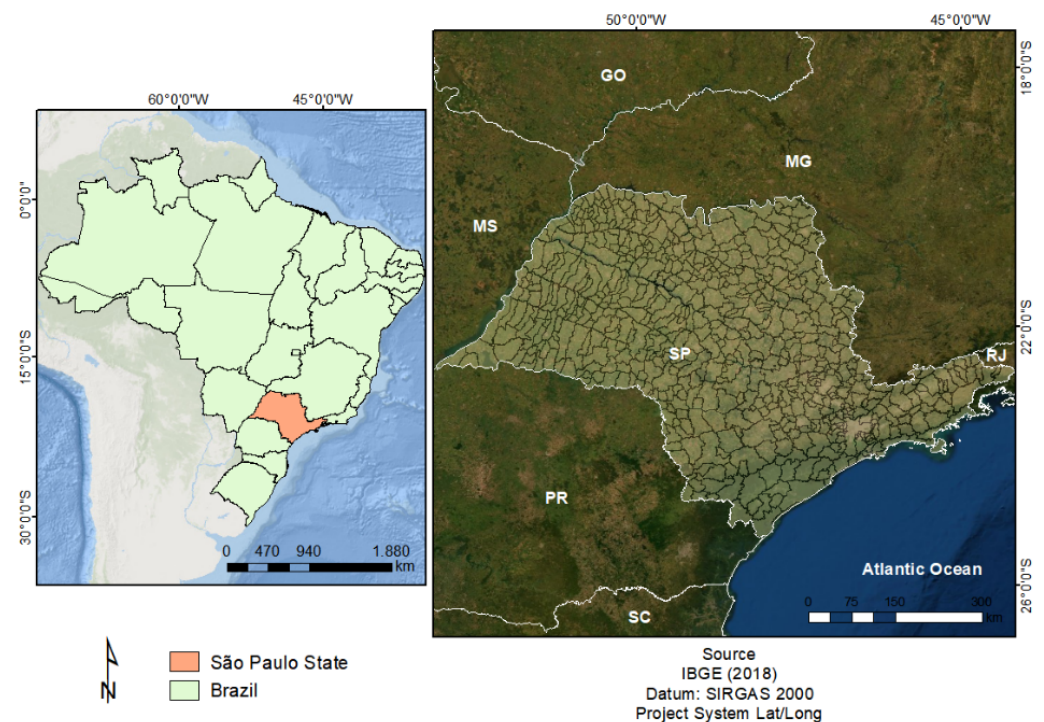 60°0'0"W 45°0'0"W
0°0'0"
15°0'0"S
30°0'0"S
0 470 940 1.880
km
50°0'0"W 45°0'0"W
18°0'0"S
22°0'0"S
26°0'0"S
GO
MG
MS
SP
RJ
PR
SC
Atlantic Ocean
0 75 150 300
km
N
São Paulo State
Brazil
Source
IBGE (2018)
Datum: SIRGAS 2000
Project System Lat/Long